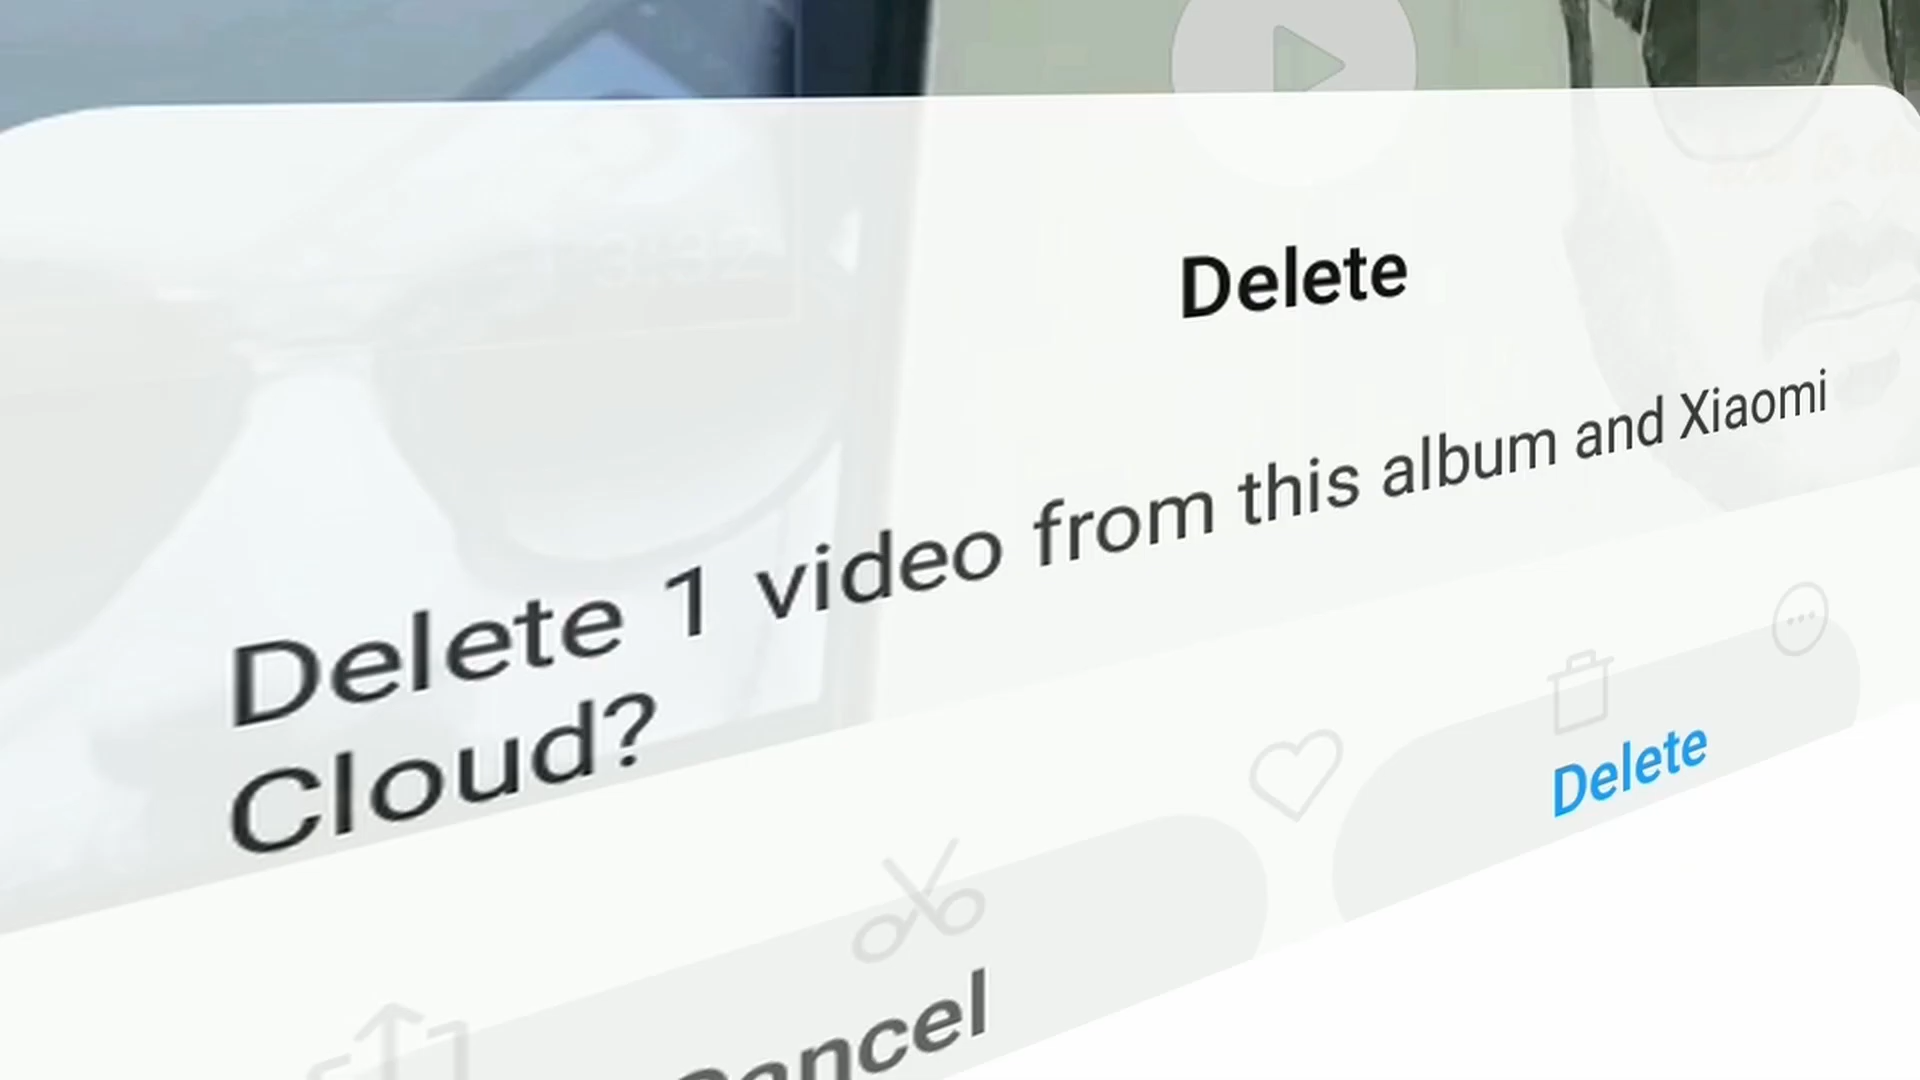 Delete
Delete 1 video from this album and Xiaomi
Cloud?
Delete
Cancel